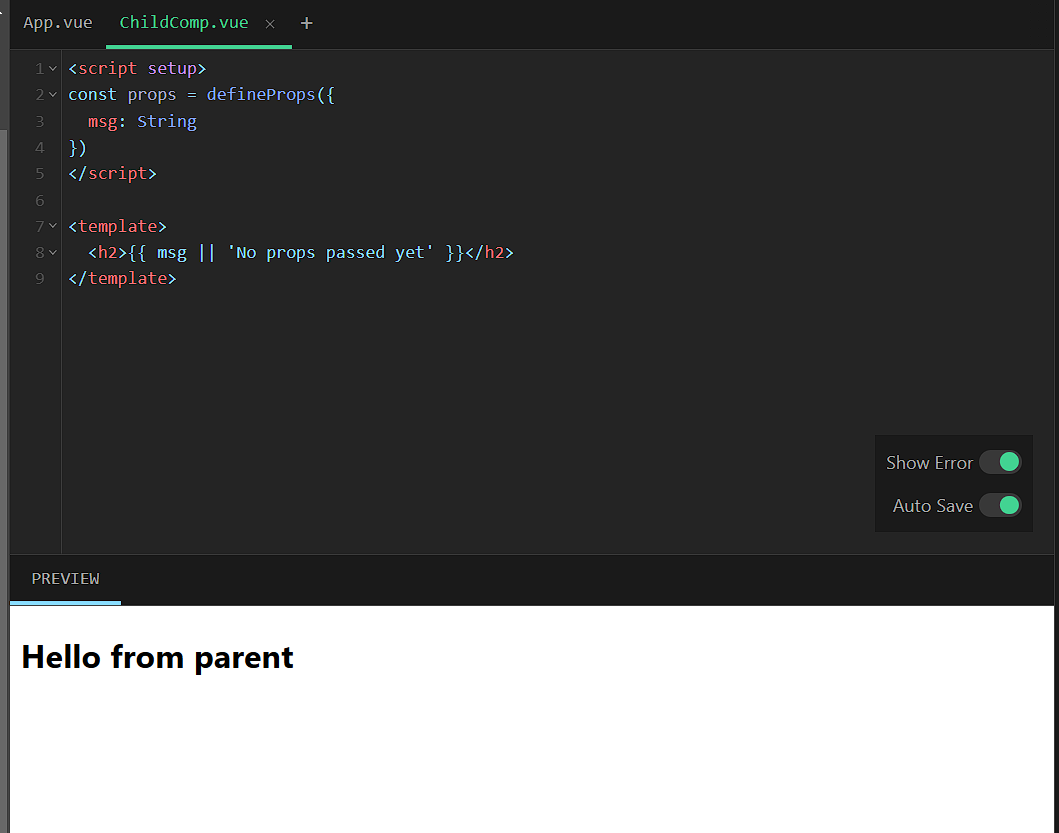 App.vue ChildComp.vue × +
1 <script setup>
2 const props = defineProps({
3   msg: String
4 })
5 </script>
6
7 <template>
8   <h2>{{ msg || 'No props passed yet' }}</h2>
9 </template>
Show Error
Auto Save
PREVIEW
Hello from parent